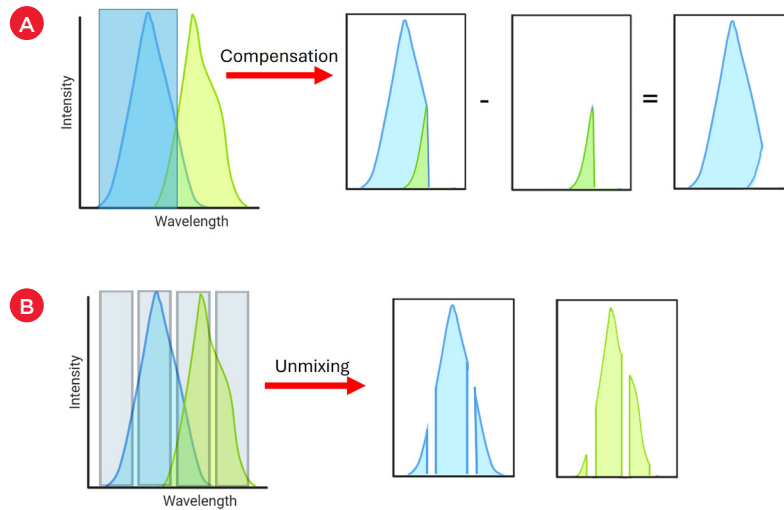 A
Intensity
Wavelength
Compensation
-
=
B
Intensity
Wavelength
Unmixing